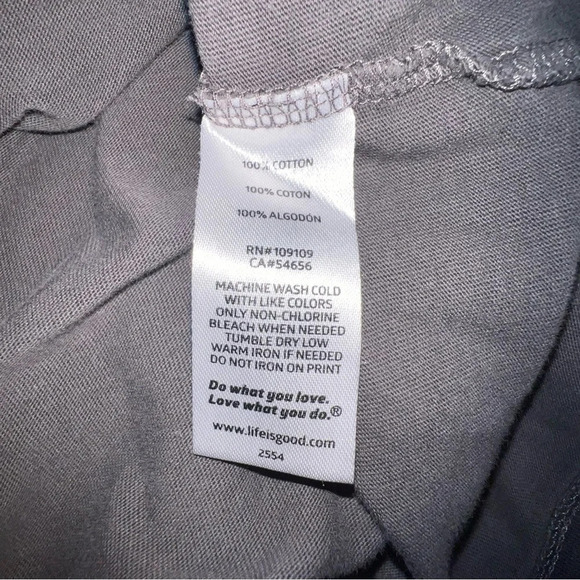 100% COTTON
100% COTON
100% ALGODÓN
RN#109109
CA#54656
MACHINE WASH COLD
WITH LIKE COLORS
ONLY NON-CHLORINE
BLEACH WHEN NEEDED
TUMBLE DRY LOW
WARM IRON IF NEEDED
DO NOT IRON ON PRINT
Do what you love.
Love what you do.®
www.lifeisgood.com
2554